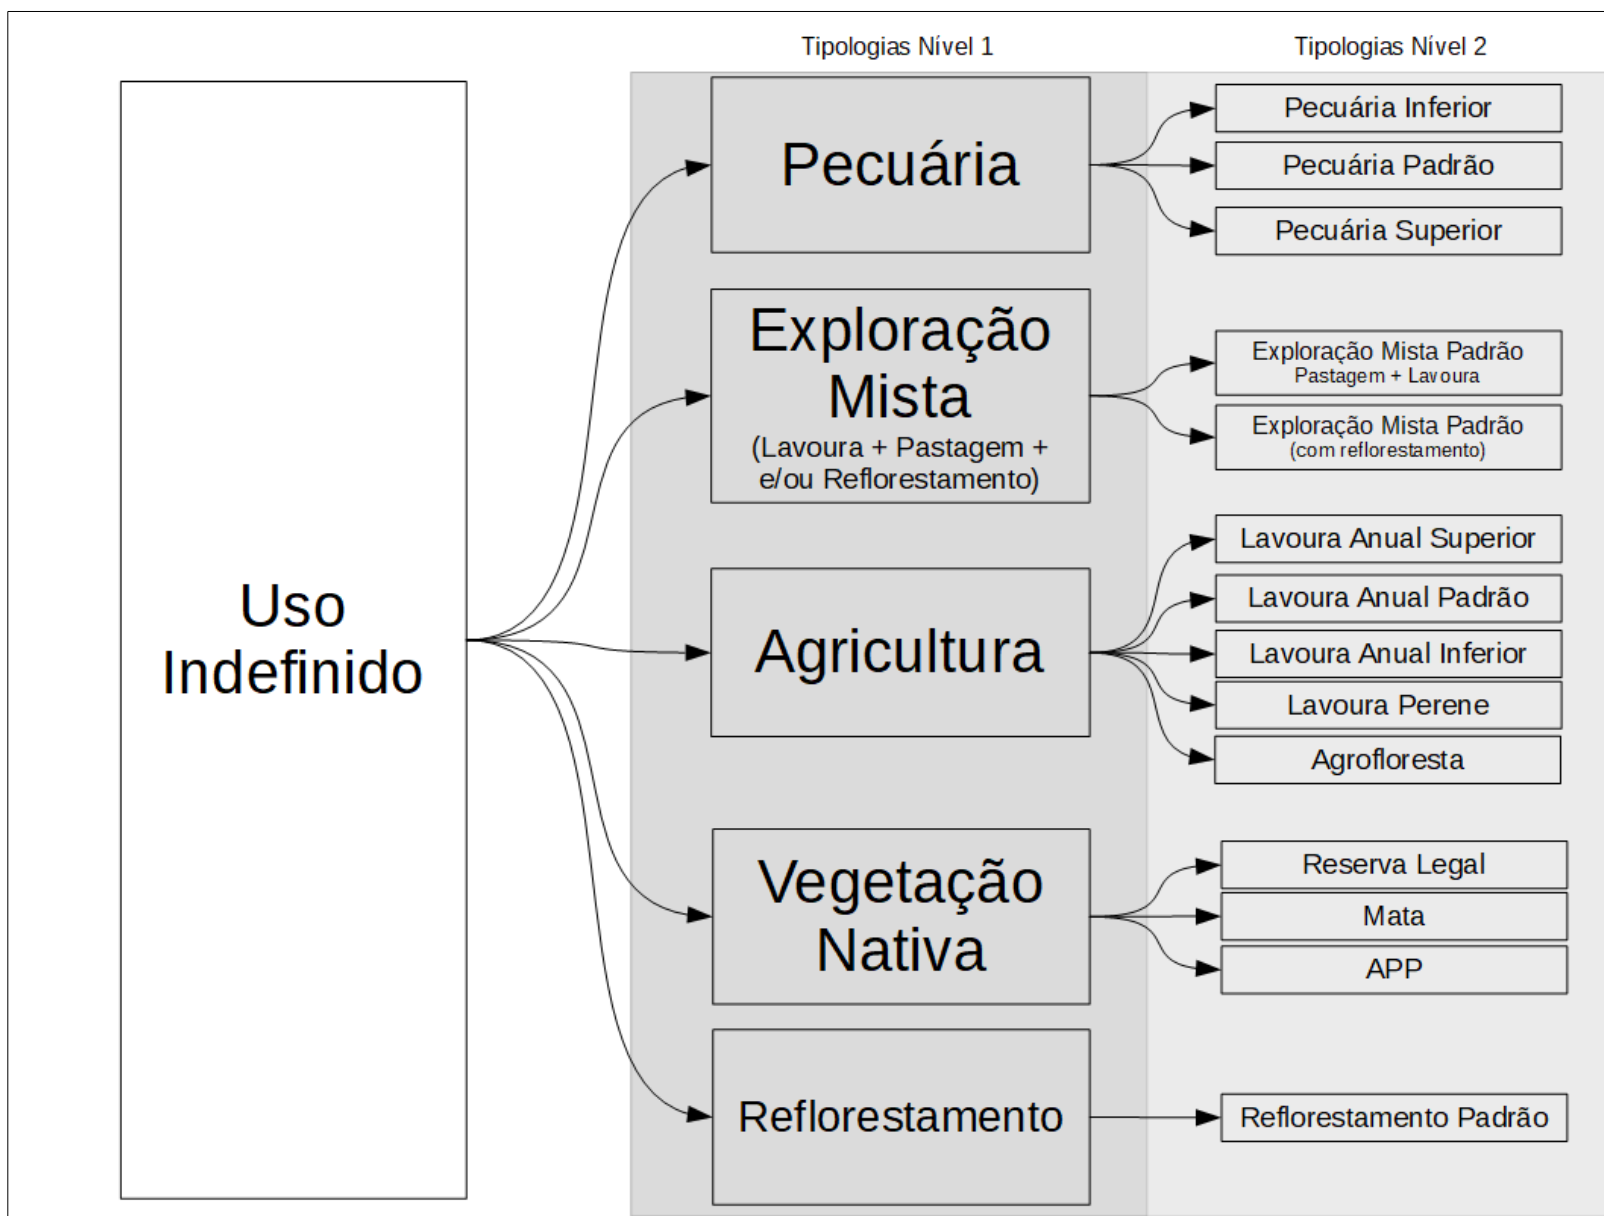 Tipologias Nível 1
Tipologias Nível 2
Uso
Indefinido
Pecuária
Pecuária Inferior
Pecuária Padrão
Pecuária Superior
Exploração
Mista
(Lavoura + Pastagem +
e/ou Reflorestamento)
Exploração Mista Padrão
Pastagem + Lavoura
Exploração Mista Padrão
(com reflorestamento)
Agricultura
Lavoura Anual Superior
Lavoura Anual Padrão
Lavoura Anual Inferior
Lavoura Perene
Agrofloresta
Vegetação
Nativa
Reserva Legal
Mata
APP
Reflorestamento
Reflorestamento Padrão